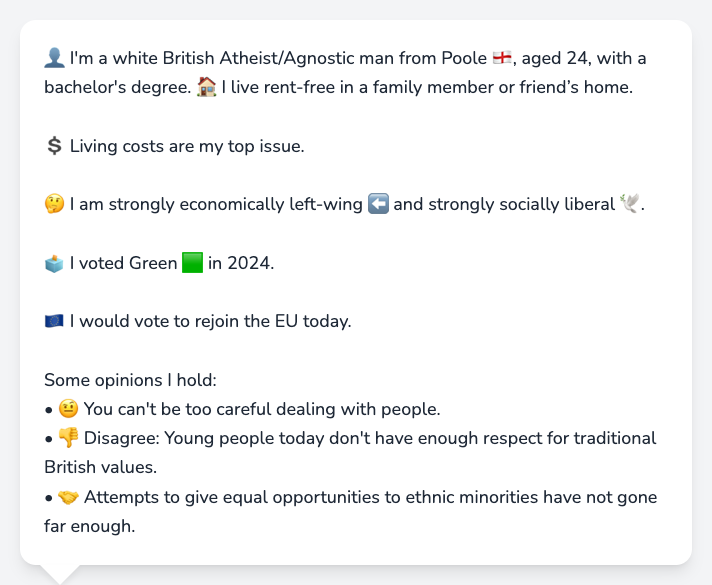 👤 I'm a white British Atheist/Agnostic man from Poole 🏴󠁧󠁢󠁥󠁮󠁧󠁿, aged 24, with a
bachelor's degree. 🏠 I live rent-free in a family member or friend’s home.
💲 Living costs are my top issue.
🤔 I am strongly economically left-wing ⬅️ and strongly socially liberal 🕊️.
🗳️ I voted Green 🟩 in 2024.
🇪🇺 I would vote to rejoin the EU today.
Some opinions I hold:
• 🤨 You can't be too careful dealing with people.
• 👎 Disagree: Young people today don't have enough respect for traditional
British values.
• 🤝 Attempts to give equal opportunities to ethnic minorities have not gone
far enough.